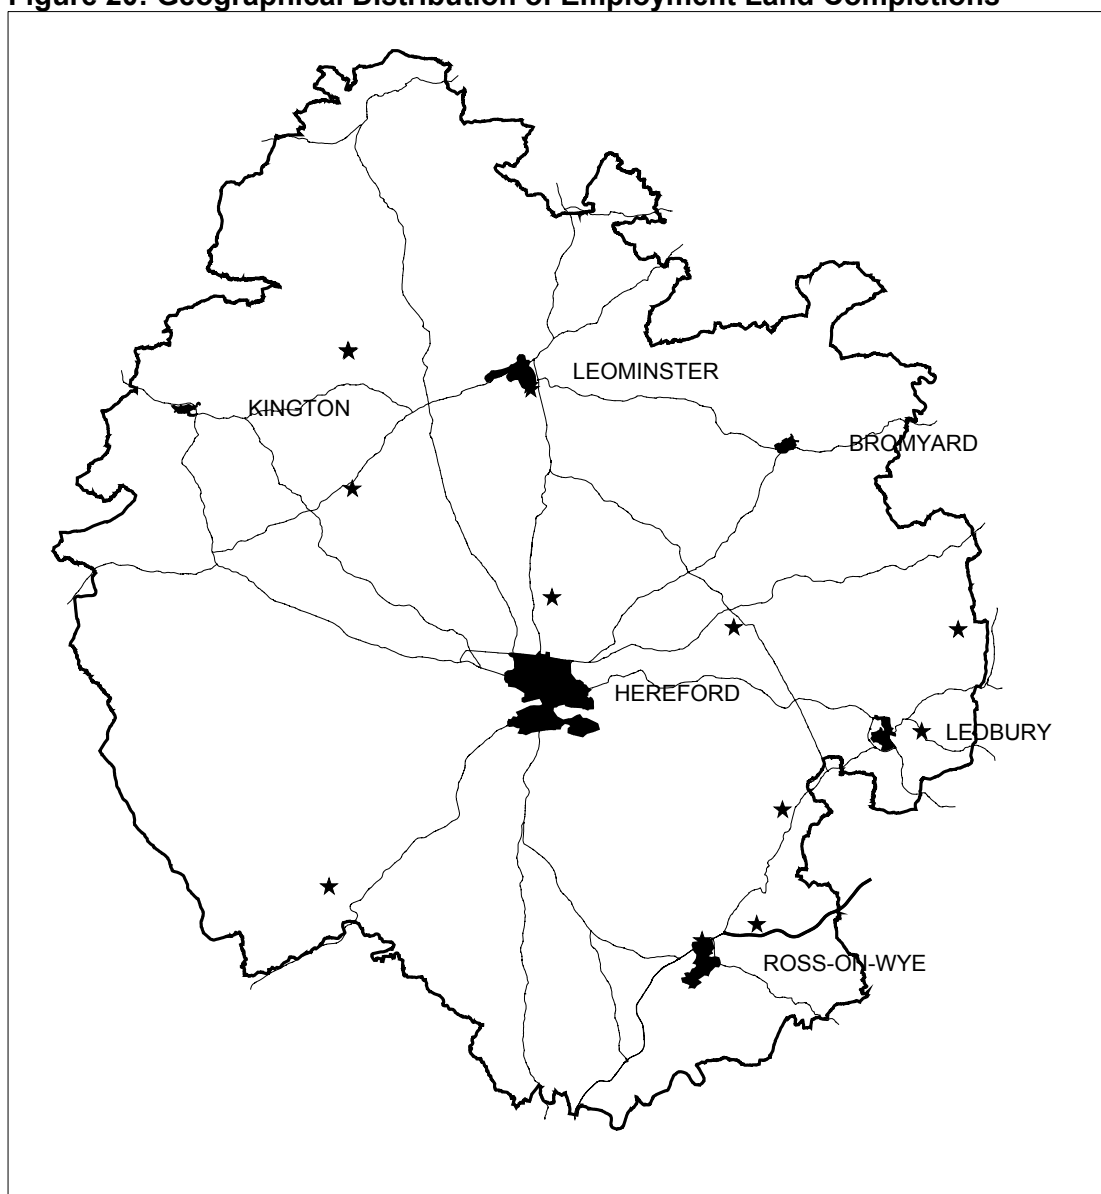 Figure 20: Geographical Distribution of Employment Land Completions
LEOMINSTER
KINGTON
BROMYARD
HEREFORD
LEDBURY
ROSS-ON-WYE